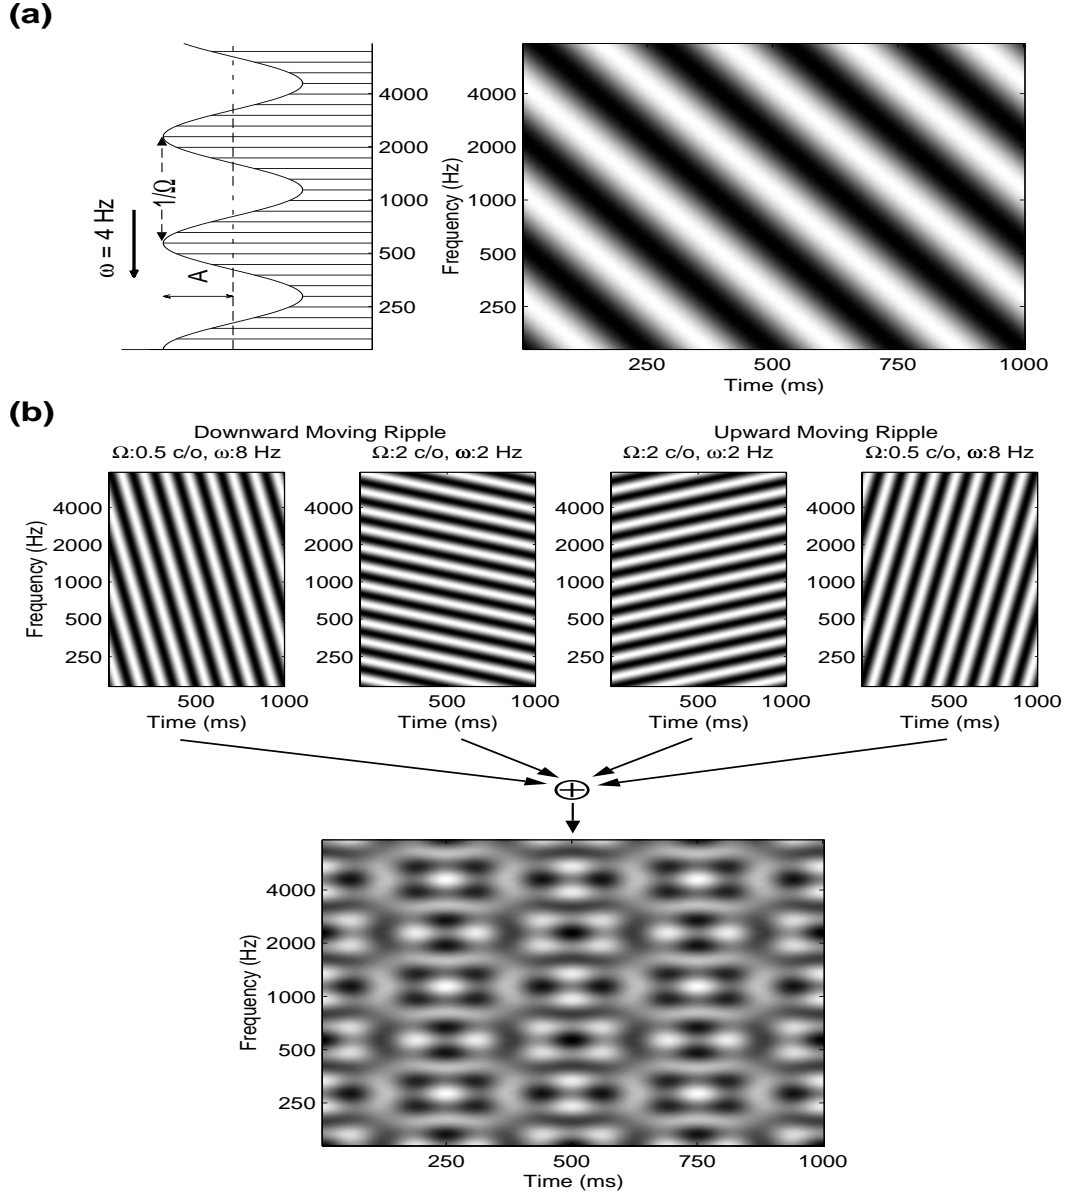 (a)
ω = 4 Hz
1/Ω
A
4000
2000
1000
500
250
Frequency (Hz)
4000
2000
1000
500
250
250 500 750 1000
Time (ms)
(b)
Downward Moving Ripple
Upward Moving Ripple
Ω:0.5 c/o, ω:8 Hz
Ω:2 c/o, ω:2 Hz
Ω:2 c/o, ω:2 Hz
Ω:0.5 c/o, ω:8 Hz
Frequency (Hz)
4000
2000
1000
500
250
500 1000
Time (ms)
4000
2000
1000
500
250
500 1000
Time (ms)
4000
2000
1000
500
250
500 1000
Time (ms)
4000
2000
1000
500
250
500 1000
Time (ms)
Frequency (Hz)
4000
2000
1000
500
250
250 500 750 1000
Time (ms)